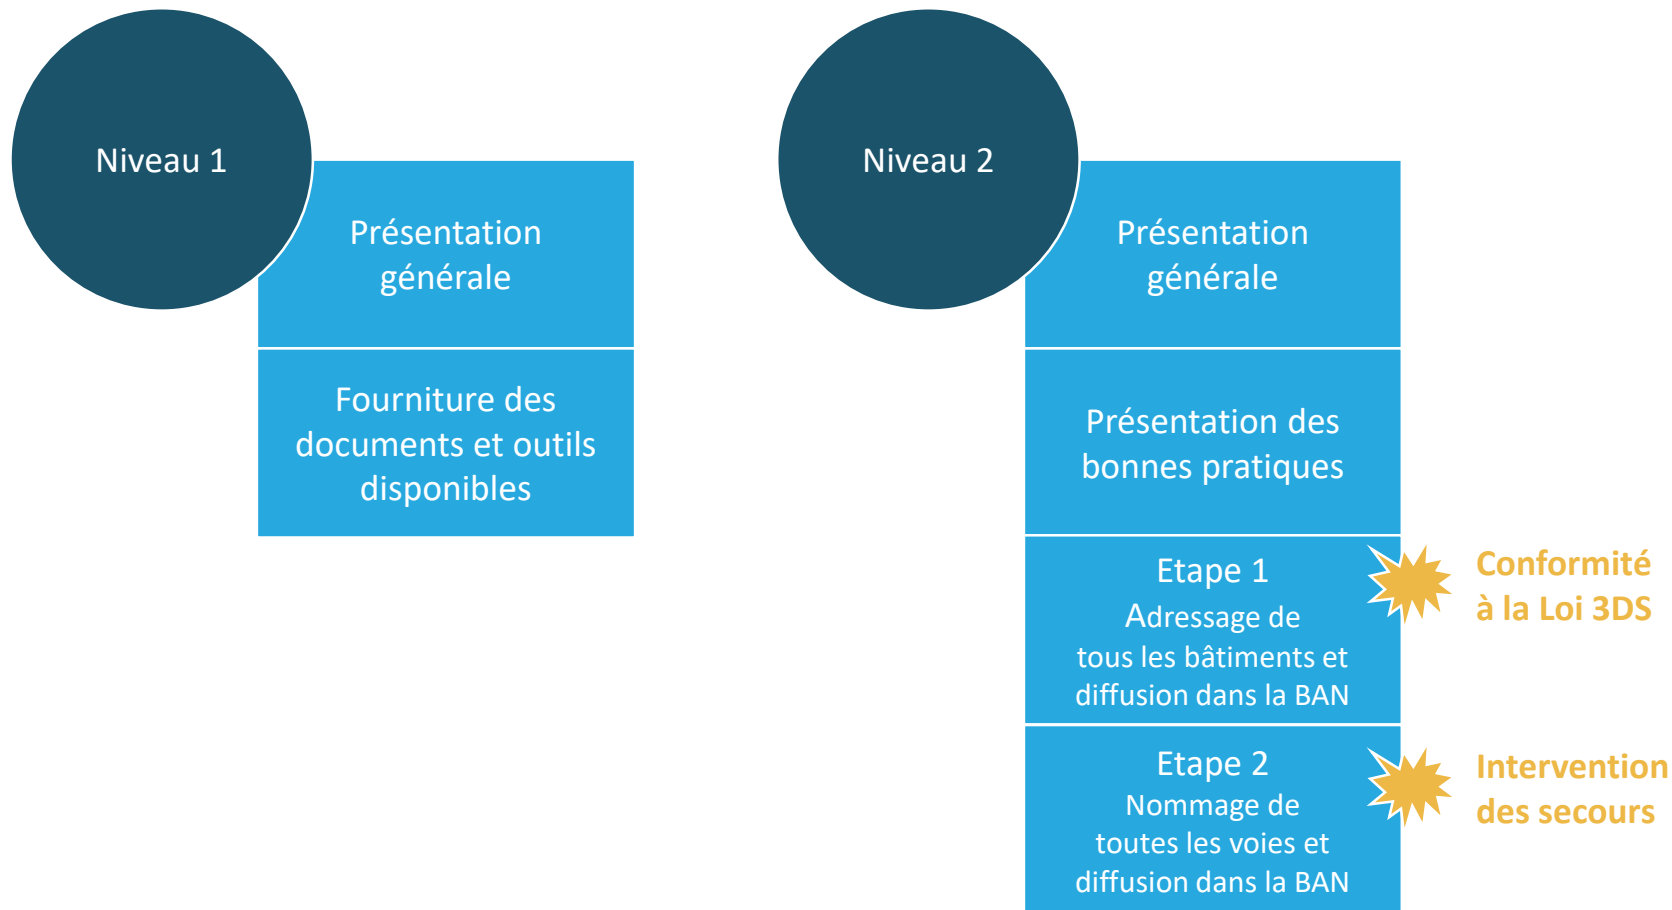 Niveau 1
Présentation
générale
Fourniture des
documents et outils
disponibles
Niveau 2
Présentation
générale
Présentation des
bonnes pratiques
Etape 1
Adressage de
tous les bâtiments et
diffusion dans la BAN
Conformité
à la Loi 3DS
Etape 2
Nommage de
toutes les voies et
diffusion dans la BAN
Intervention
des secours